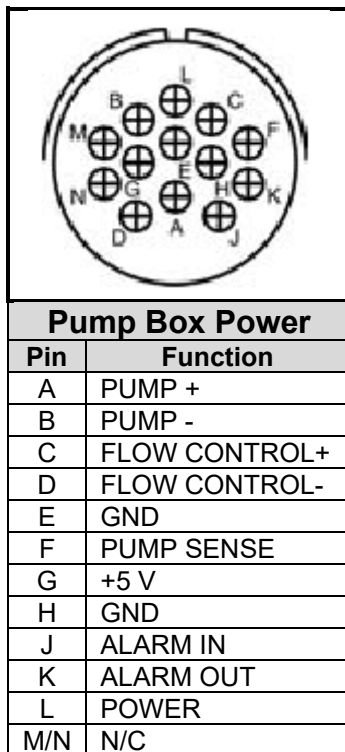 L
B C
M F
E
N G H K
D A J
Pump Box Power
Pin Function
A PUMP +
B PUMP -
C FLOW CONTROL+
D FLOW CONTROL-
E GND
F PUMP SENSE
G +5 V
H GND
J ALARM IN
K ALARM OUT
L POWER
M/N N/C